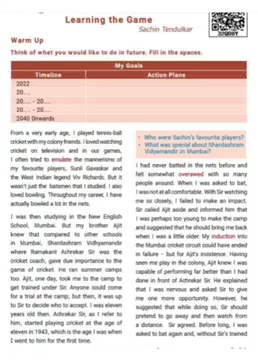 Learning the Game
Sachin Tendulkar
32Q8DY
Warm Up
Think of what you would like to do in future. Fill in the spaces.
My Goals
Timeline Action Plans
2022
20....
20.... - 20....
20.... - 20....
2040 Onwards
From a very early age, I played tennis-ball
cricket with my colony friends. I loved watching
cricket on television and in our games,
I often tried to emulate the mannerisms of
my favourite players, Sunil Gavaskar and
the West Indian legend Viv Richards. But it
wasn't just the batsmen that I studied. I also
loved bowling. Throughout my career, I have
actually bowled a lot in the nets.
I was then studying in the New English
School, Mumbai. But my brother Ajit
knew that compared to other schools
in Mumbai, Shardashram Vidyamandir
where Ramakant Achrekar Sir was the
cricket coach, gave due importance to the
game of cricket. He ran summer camps
too. Ajit, one day, took me to the camp to
get trained under Sir. Anyone could come
for a trial at the camp; but then, it was up
to Sir to decide who to accept. I was eleven
years old then. Achrekar Sir, as I refer to
him, started playing cricket at the age of
eleven in 1943, which is the age I was when
I went to him for the first time.
• Who were Sachin's favourite players?
• What was special about Shardashram
Vidyamandir in Mumbai?
I had never batted in the nets before and
felt somewhat overawed with so many
people around. When I was asked to bat,
I was not at all comfortable. With Sir watching
me so closely, I failed to make an impact.
Sir called Ajit aside and informed him that
I was perhaps too young to make the camp
and suggested that he should bring me back
when I was a little older. My induction into
the Mumbai cricket circuit could have ended
in failure - but for Ajit's insistence. Having
seen me play in the colony, Ajit knew I was
capable of performing far better than I had
done in front of Achrekar Sir. He explained
that I was nervous and asked Sir to give
me one more opportunity. However, he
suggested that while doing so, Sir should
pretend to go away and then watch from
a distance. Sir agreed. Before long, I was
asked to bat again and, without Sir's trained